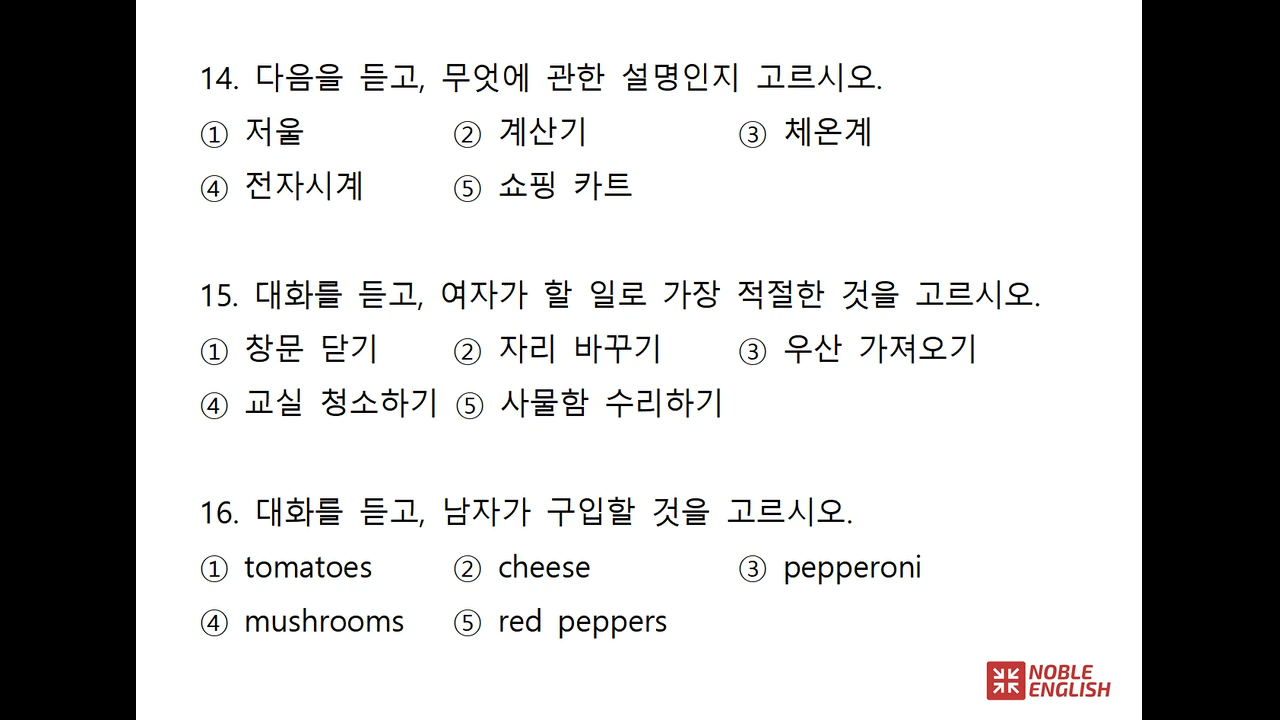 14. 다음을 듣고, 무엇에 관한 설명인지 고르시오.
① 저울 ② 계산기 ③ 체온계
④ 전자시계 ⑤ 쇼핑 카트
15. 대화를 듣고, 여자가 할 일로 가장 적절한 것을 고르시오.
① 창문 닫기 ② 자리 바꾸기 ③ 우산 가져오기
④ 교실 청소하기 ⑤ 사물함 수리하기
16. 대화를 듣고, 남자가 구입할 것을 고르시오.
① tomatoes ② cheese ③ pepperoni
④ mushrooms ⑤ red peppers
NOBLE
ENGLISH